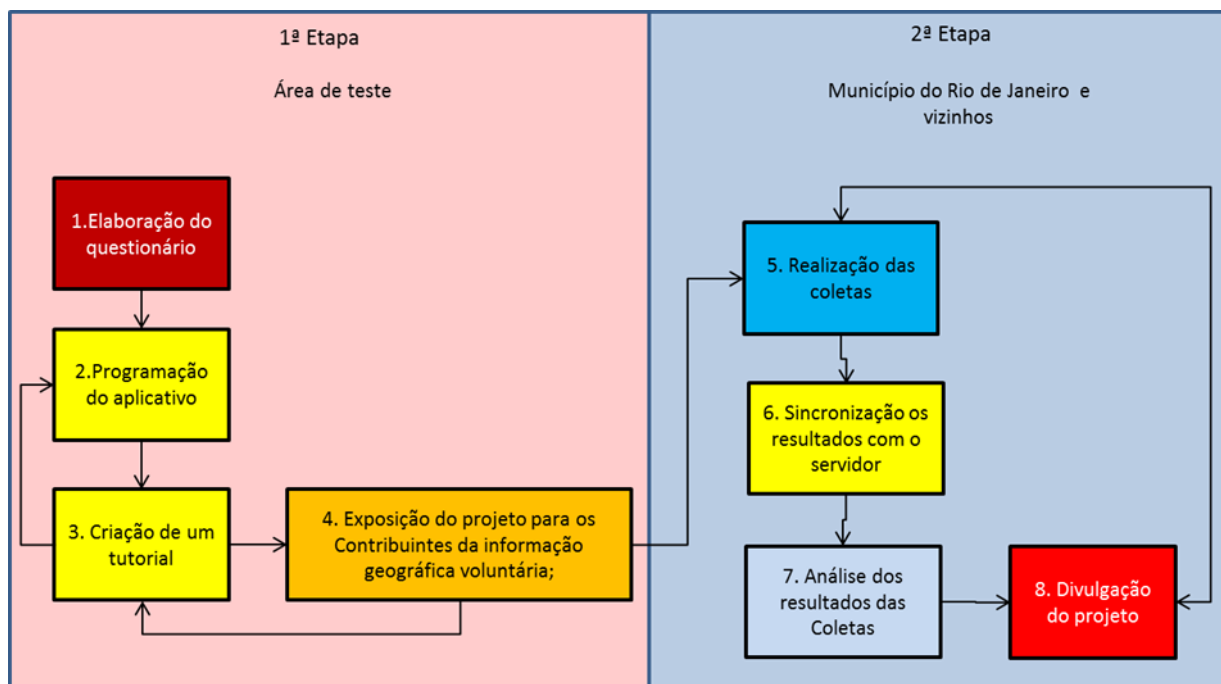 1ª Etapa
Área de teste
1.Elaboração do
questionário
2.Programação
do aplicativo
3. Criação de um
tutorial
4. Exposição do projeto para os
Contribuintes da informação
geográfica voluntária;
2ª Etapa
Município do Rio de Janeiro e
vizinhos
5. Realização das
coletas
6. Sincronização os
resultados com o
servidor
7. Análise dos
resultados das
Coletas
8. Divulgação
do projeto